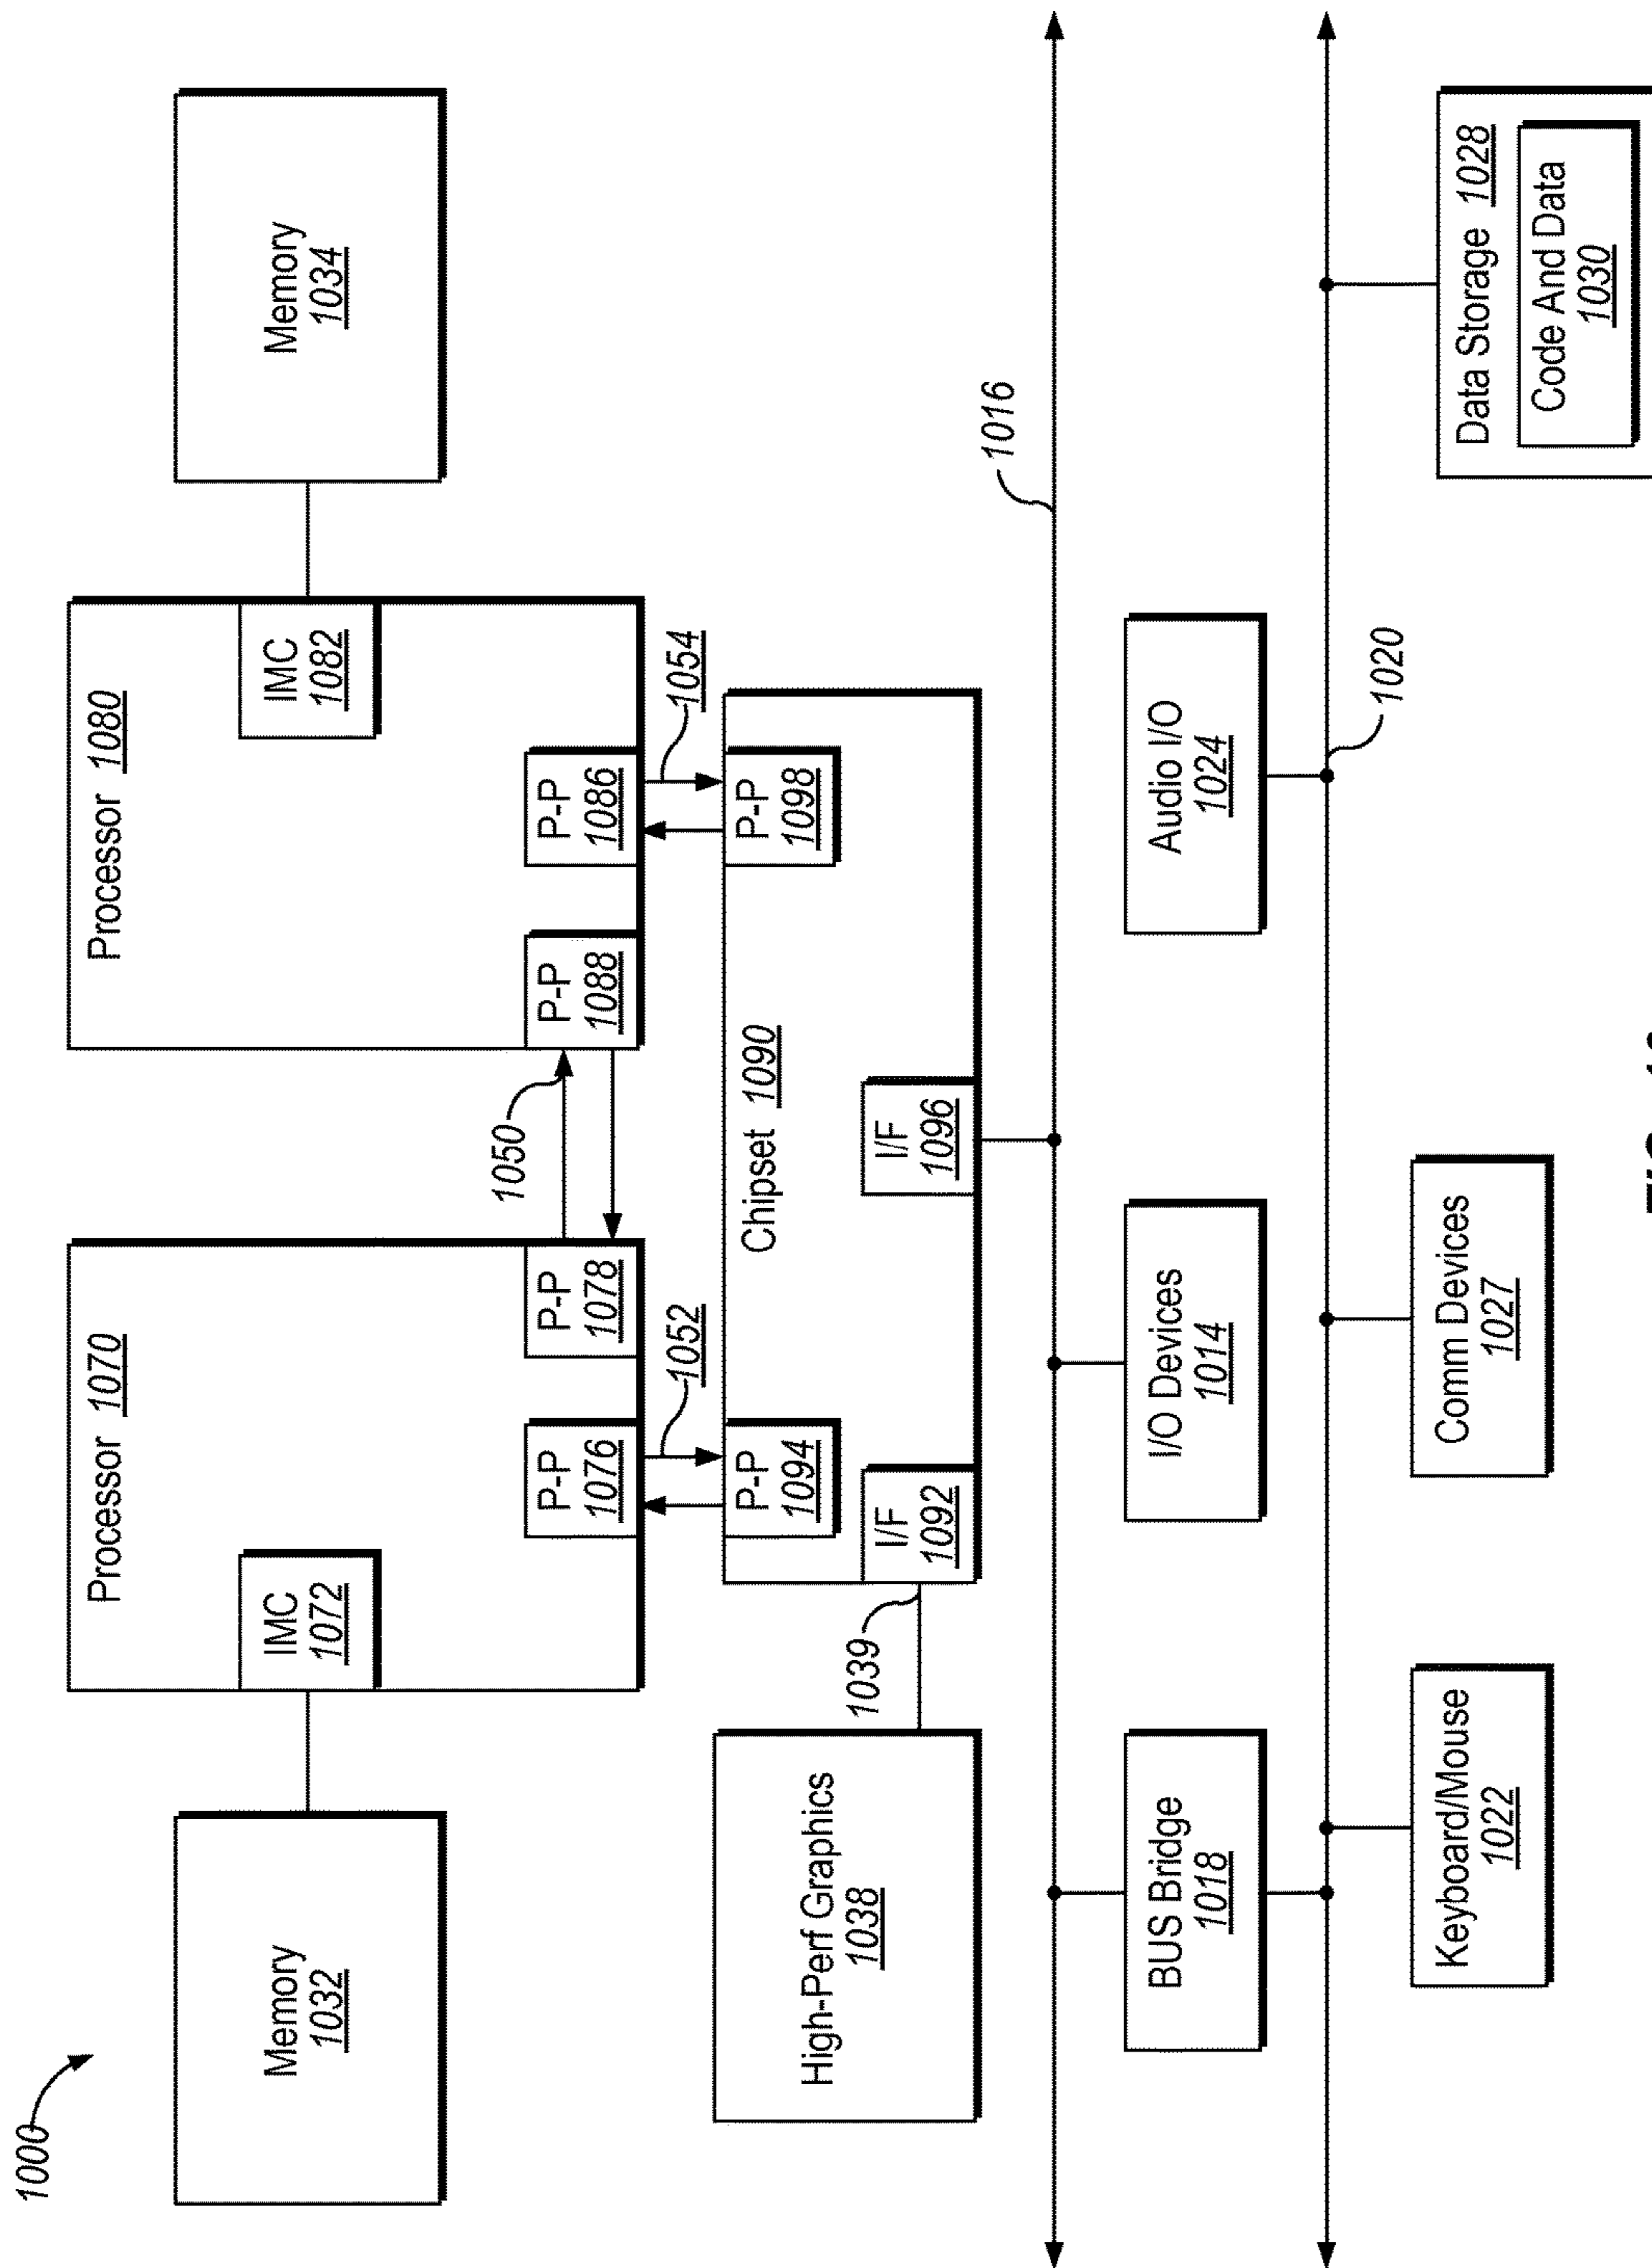 1000
Processor 1070
Processor 1080
Memory
1032
IMC
1072
IMC
1082
Memory
1034
1050
P-P
1076
P-P
1078
P-P
1088
P-P
1086
1052
1054
High-Perf Graphics
1038
1039
P-P
1094
Chipset 1090
P-P
1098
I/F
1092
I/F
1096
1016
BUS Bridge
1018
I/O Devices
1014
Audio I/O
1024
1020
Keyboard/Mouse
1022
Comm Devices
1027
Data Storage 1028
Code And Data
1030